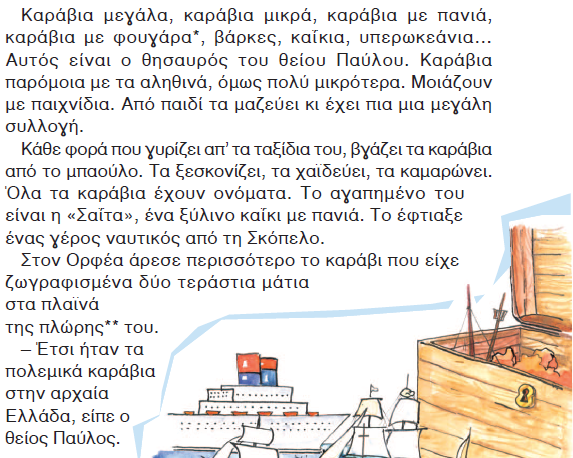 Καράβια μεγάλα, καράβια μικρά, καράβια με πανιά,
καράβια με φουγάρα*, βάρκες, καΐκια, υπερωκεάνια...
Αυτός είναι ο θησαυρός του θείου Παύλου. Καράβια
παρόμοια με τα αληθινά, όμως πολύ μικρότερα. Μοιάζουν
με παιχνίδια. Από παιδί τα μαζεύει κι έχει πια μια μεγάλη
συλλογή.
Κάθε φορά που γυρίζει απ’ τα ταξίδια του, βγάζει τα καράβια
από το μπαούλο. Τα ξεσκονίζει, τα χαϊδεύει, τα καμαρώνει.
Όλα τα καράβια έχουν ονόματα. Το αγαπημένο του
είναι η «Σαΐτα», ένα ξύλινο καΐκι με πανιά. Το έφτιαξε
ένας γέρος ναυτικός από τη Σκόπελο.
Στον Ορφέα άρεσε περισσότερο το καράβι που είχε
ζωγραφισμένα δύο τεράστια μάτια
στα πλαϊνά
της πλώρης** του.
– Έτσι ήταν τα
πολεμικά καράβια
στην αρχαία
Ελλάδα, είπε ο
θείος Παύλος.